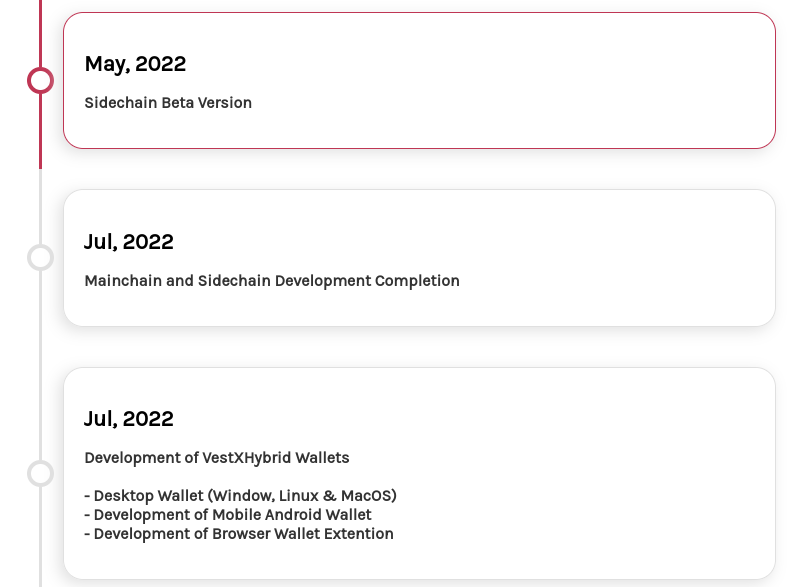 May, 2022
Sidechain Beta Version
Jul, 2022
Mainchain and Sidechain Development Completion
Jul, 2022
Development of VestXHybrid Wallets
- Desktop Wallet (Window, Linux & MacOS)
- Development of Mobile Android Wallet
- Development of Browser Wallet Extention